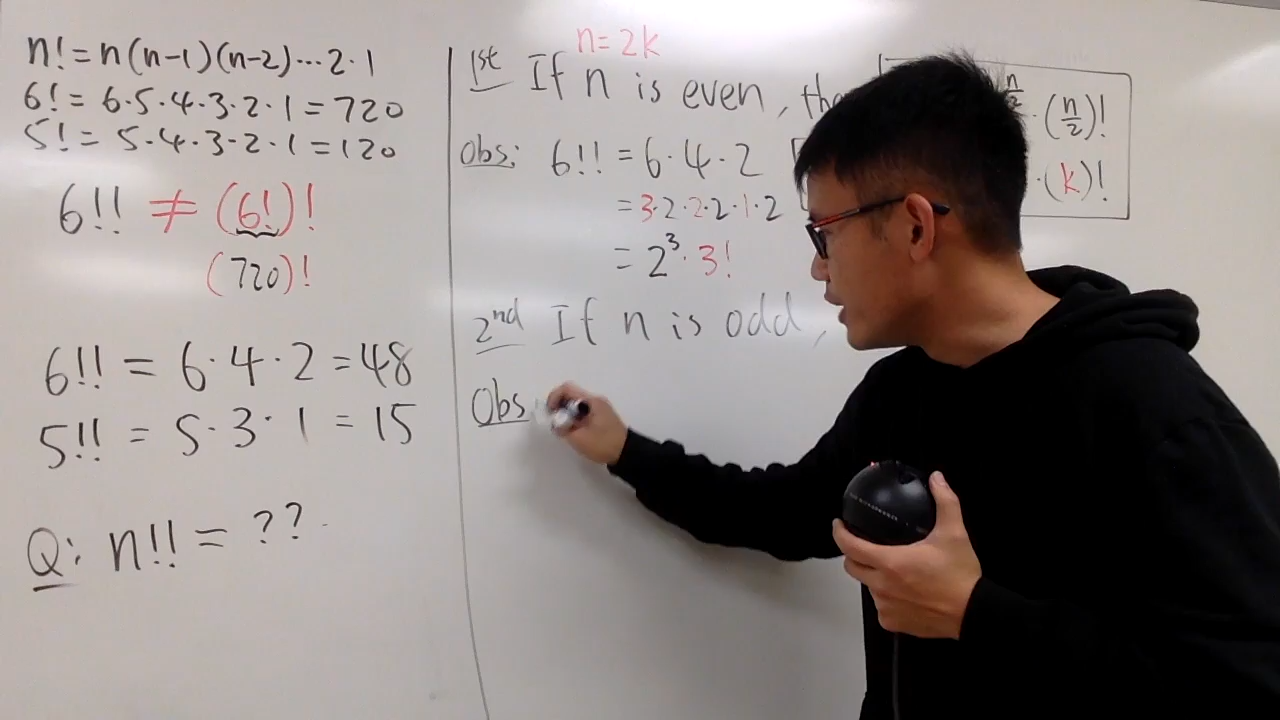 n! = n(n-1)(n-2)...2·1
6! = 6·5·4·3·2·1 = 720
5! = 5·4·3·2·1 = 120
6!! ≠ (6!)!
(720)!
6!! = 6·4·2 = 48
5!! = 5·3·1 = 15
Q: n!! = ??
n=2k
1st If n is even,
n/2 · (n/2)!
·(k)!
Obs: 6!! = 6·4·2
= 3·2·2·2·1·2
= 2³·3!
2nd If n is odd,
Obs